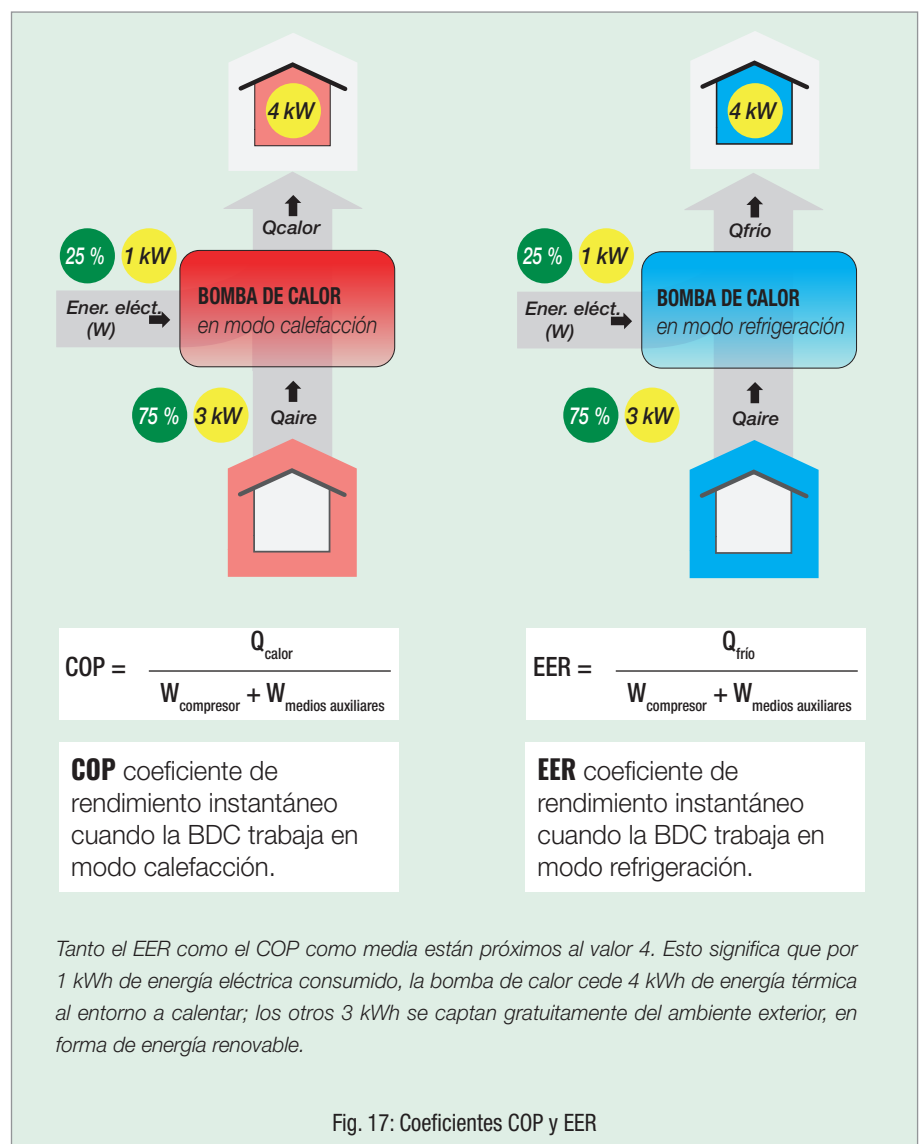 4 kW
Qcalor
25 % 1 kW
Ener. eléct.
(W)
BOMBA DE CALOR
en modo calefacción
75 % 3 kW
Qaire
4 kW
Qfrío
25 % 1 kW
Ener. eléct.
(W)
BOMBA DE CALOR
en modo refrigeración
75 % 3 kW
Qaire
COP = Q calor
W compresor + W medios auxiliares
EER = Q frío
W compresor + W medios auxiliares
COP coeficiente de
rendimiento instantáneo
cuando la BDC trabaja en
modo calefacción.
EER coeficiente de
rendimiento instantáneo
cuando la BDC trabaja en
modo refrigeración.
Tanto el EER como el COP como media están próximos al valor 4. Esto significa que por
1 kWh de energía eléctrica consumido, la bomba de calor cede 4 kWh de energía térmica
al entorno a calentar; los otros 3 kWh se captan gratuitamente del ambiente exterior, en
forma de energía renovable.
Fig. 17: Coeficientes COP y EER